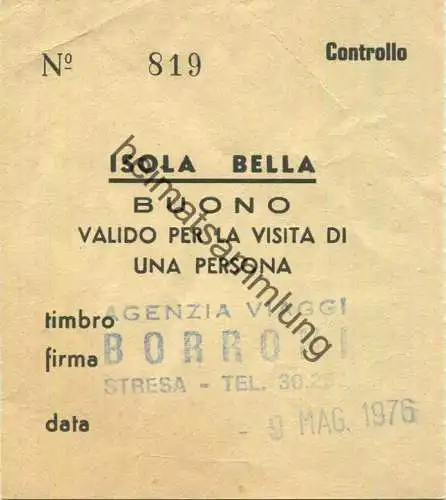 Nº 819 Controllo
ISOLA BELLA
BUONO
VALIDO PER LA VISITA DI
UNA PERSONA
timbro AGENZIA VIAGGI
firma
STRESA - TEL.
data - 9 MAG. 1976
heimatsammlung